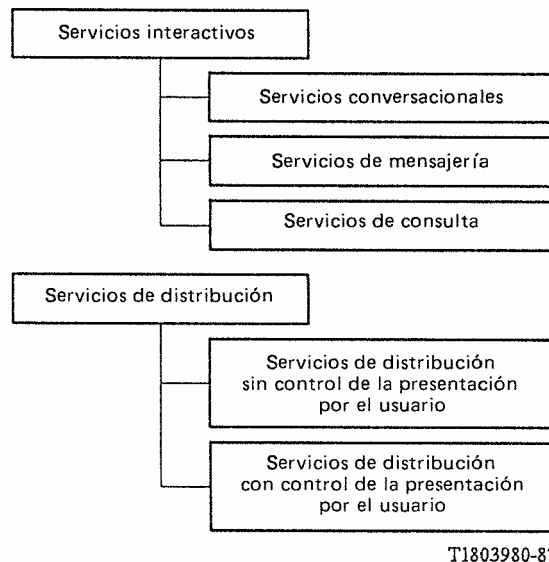 Servicios interactivos
Servicios conversacionales
Servicios de mensajería
Servicios de consulta
Servicios de distribución
Servicios de distribución
sin control de la presentación
por el usuario
Servicios de distribución
con control de la presentación
por el usuario